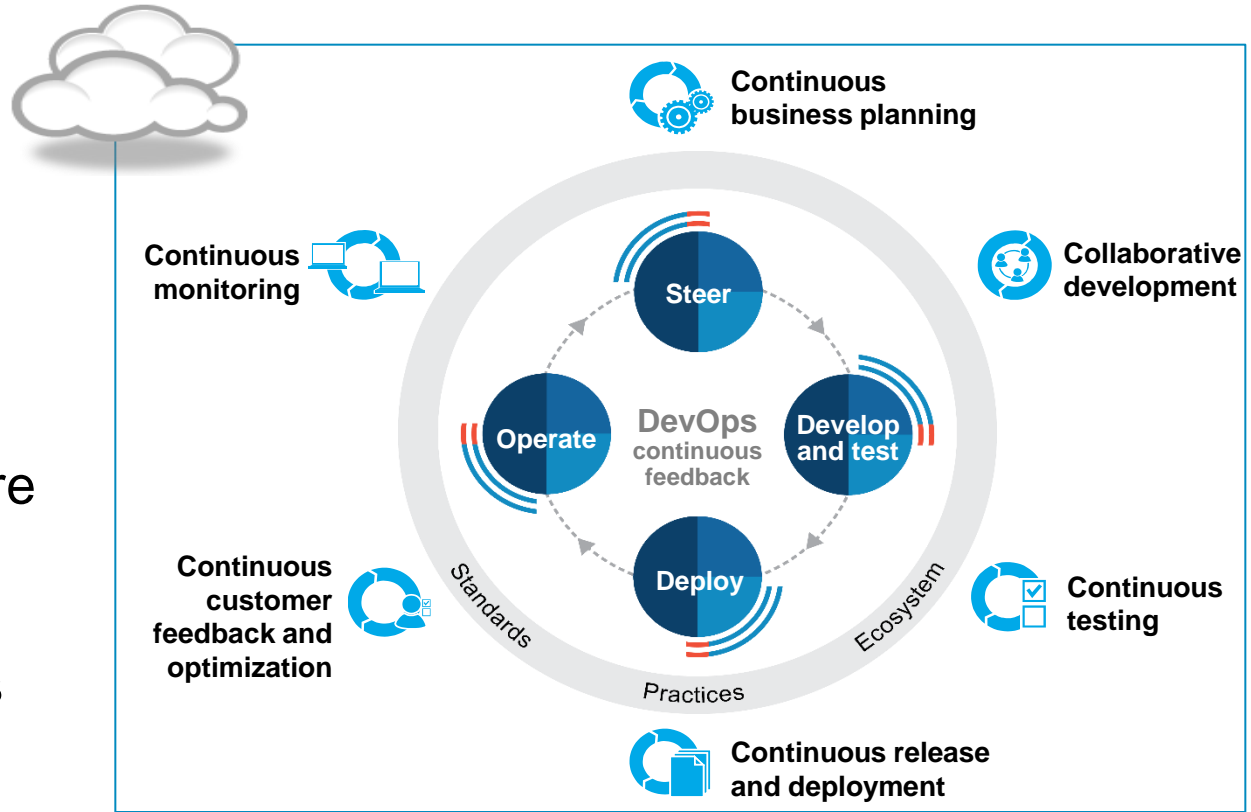 Continuous
business planning
Continuous
monitoring
Collaborative
development
Steer
Operate
DevOps
continuous
feedback
Develop
and test
re
Deploy
Continuous
customer
feedback and
optimization
Continuous
testing
Standards
Practices
Ecosystem
Continuous release
and deployment